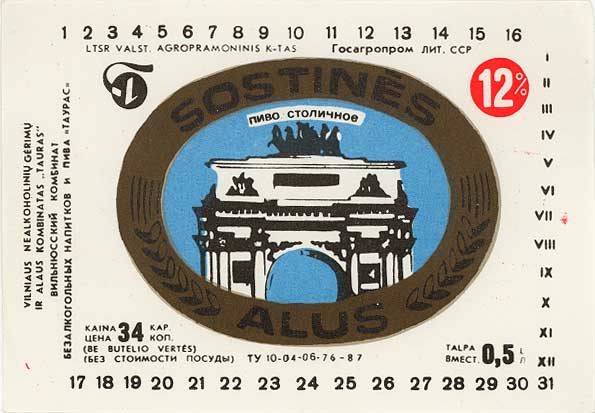 1 2 3 4 5 6 7 8 9 10 11 12 13 14 15 16
LTSR VALST. AGROPRAMONINIS K-TAS Госагропром ЛИТ. ССР
12%
SOSTINĖS
пиво столичное
ALUS
VILNIAUS NEALKOHOLINIŲ GĖRIMŲ
IR ALAUS KOMBINATAS „TAURAS"
ВИЛЬНЮССКИЙ КОМБИНАТ
БЕЗАЛКОГОЛЬНЫХ НАПИТКОВ И ПИВА „ТАУРАС"
I
II
III
IV
V
VI
VII
VIII
IX
X
XI
XII
KAINA 34 KAP.
ЦЕНА КОП.
(BE BUTELIO VERTĖS)
(БЕЗ СТОИМОСТИ ПОСУДЫ) ТУ 10-04-06-76-87
TALPA 0,5 L
ВМЕСТ. Л
17 18 19 20 21 22 23 24 25 26 27 28 29 30 31